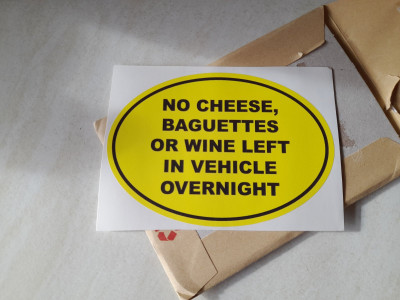 NO CHEESE,
BAGUETTES
OR WINE LEFT
IN VEHICLE
OVERNIGHT